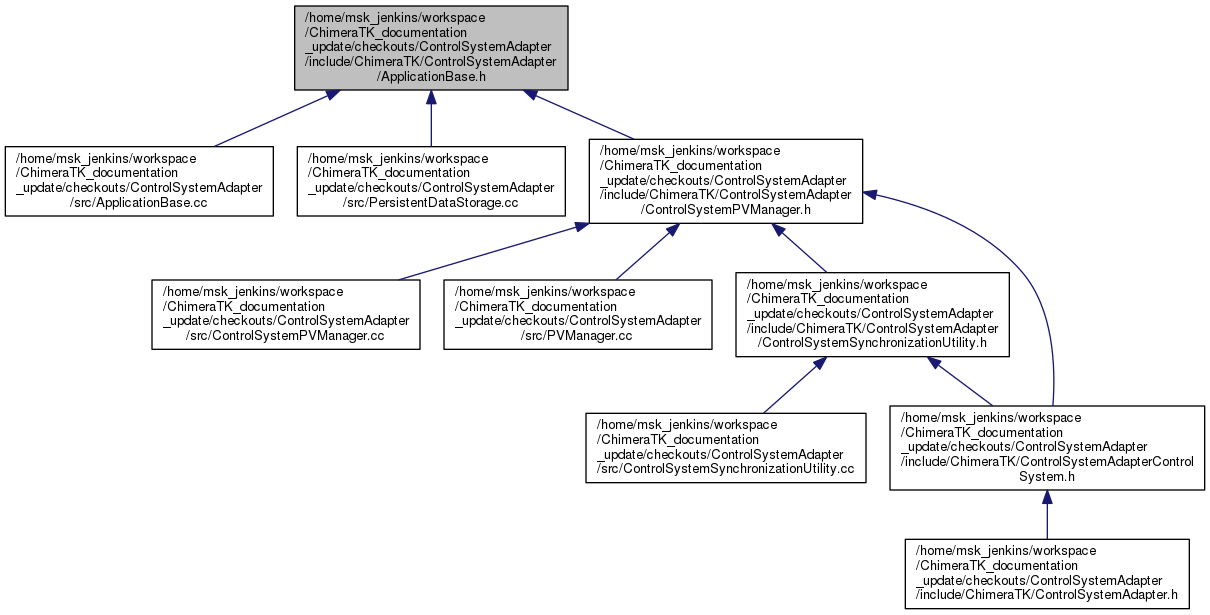 /home/msk_jenkins/workspace
/ChimeraTK_documentation
_update/checkouts/ControlSystemAdapter
/include/ChimeraTK/ControlSystemAdapter
/ApplicationBase.h
/home/msk_jenkins/workspace
/ChimeraTK_documentation
_update/checkouts/ControlSystemAdapter
/src/ApplicationBase.cc
/home/msk_jenkins/workspace
/ChimeraTK_documentation
_update/checkouts/ControlSystemAdapter
/src/PersistentDataStorage.cc
/home/msk_jenkins/workspace
/ChimeraTK_documentation
_update/checkouts/ControlSystemAdapter
/include/ChimeraTK/ControlSystemAdapter
/ControlSystemPVManager.h
/home/msk_jenkins/workspace
/ChimeraTK_documentation
_update/checkouts/ControlSystemAdapter
/src/ControlSystemPVManager.cc
/home/msk_jenkins/workspace
/ChimeraTK_documentation
_update/checkouts/ControlSystemAdapter
/src/PVManager.cc
/home/msk_jenkins/workspace
/ChimeraTK_documentation
_update/checkouts/ControlSystemAdapter
/include/ChimeraTK/ControlSystemAdapter
/ControlSystemSynchronizationUtility.h
/home/msk_jenkins/workspace
/ChimeraTK_documentation
_update/checkouts/ControlSystemAdapter
/src/ControlSystemSynchronizationUtility.cc
/home/msk_jenkins/workspace
/ChimeraTK_documentation
_update/checkouts/ControlSystemAdapter
/include/ChimeraTK/ControlSystemAdapterControl
System.h
/home/msk_jenkins/workspace
/ChimeraTK_documentation
_update/checkouts/ControlSystemAdapter
/include/ChimeraTK/ControlSystemAdapter.h